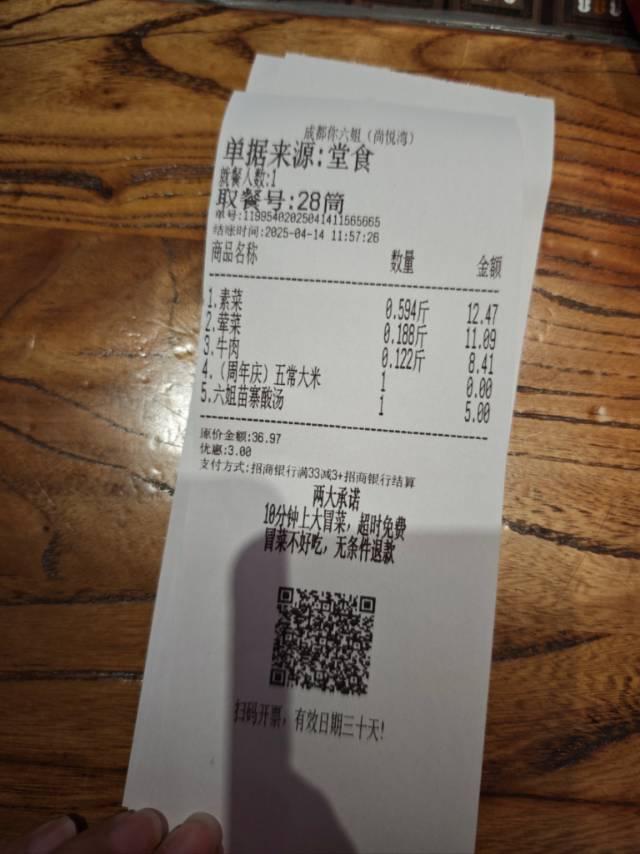 成都你六姐（尚悦湾）
单据来源:堂食
就餐人数:1
取餐号:28筒
单号:11995402025041411565665
结账时间:2025-04-14 11:57:26
商品名称 数量 金额
1.素菜 0.594斤 12.47
2.荤菜 0.188斤 11.09
3.牛肉 0.122斤 8.41
4.（周年庆）五常大米 1 0.00
5.六姐苗寨酸汤 1 5.00
原价金额:36.97
优惠:3.00
支付方式:招商银行满33减3+招商银行结算
两大承诺
10分钟上大冒菜，超时免费
冒菜不好吃，无条件退款
扫码开票，有效日期三十天!